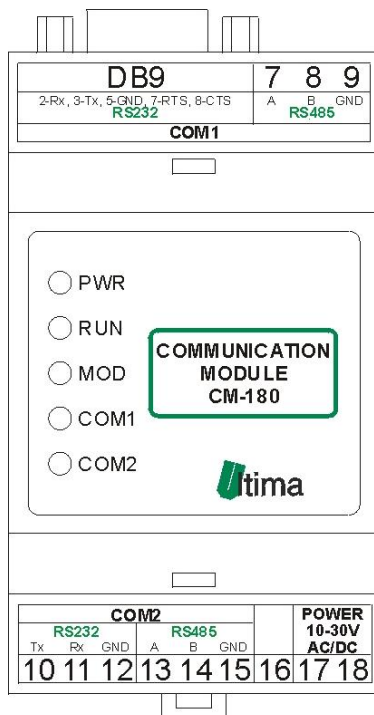 DB9 7 8 9
2-Rx, 3-Tx, 5-GND, 7-RTS, 8-CTS A B GND
RS232 RS485
COM1
PWR
RUN
MOD
COM1
COM2
COMMUNICATION
MODULE
CM-180
Ultima
COM2 POWER
RS232 RS485 10-30V
Tx Rx GND A B GND AC/DC
10 11 12 13 14 15 16 17 18